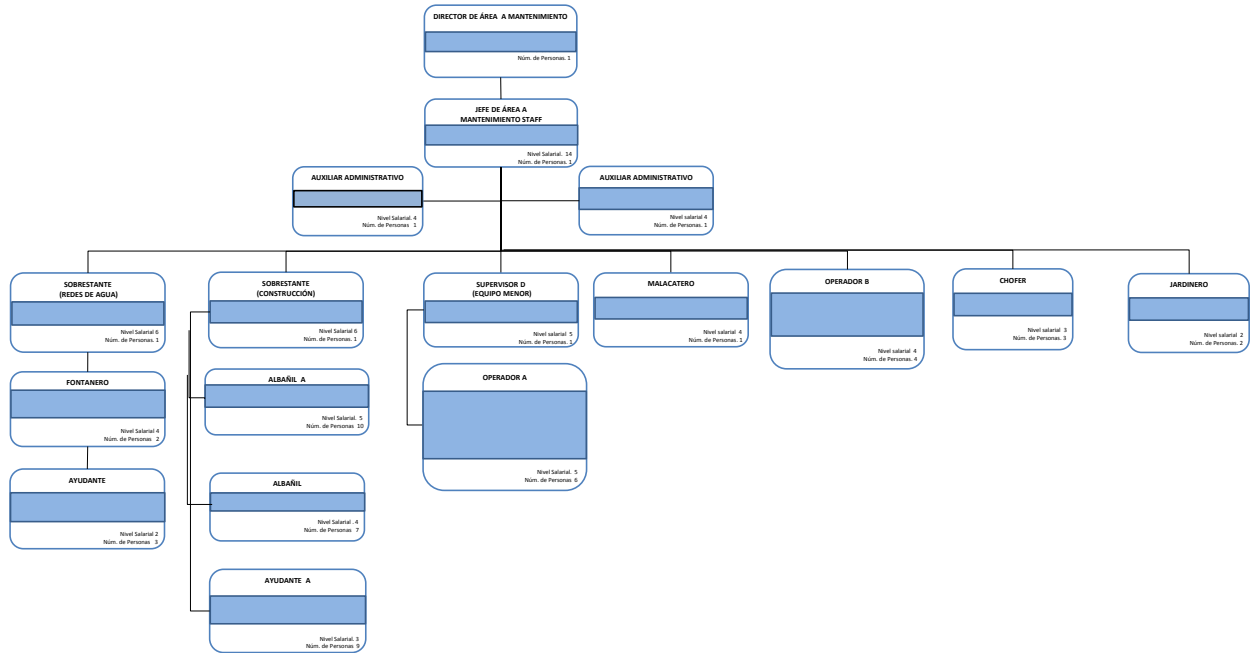 DIRECTOR DE ÁREA  A MANTENIMIENTO
Núm. de Personas. 1
JEFE DE ÁREA A
MANTENIMIENTO STAFF
Nivel Salarial.  14
Núm. de Personas. 1
AUXILIAR ADMINISTRATIVO
Nivel Salarial. 4
Núm. de Personas  1
AUXILIAR ADMINISTRATIVO
Nivel salarial 4
Núm. de Personas. 1
SOBRESTANTE
(REDES DE AGUA)
Nivel Salarial 6
Núm. de Personas. 1
SOBRESTANTE
(CONSTRUCCIÓN)
Nivel Salarial 6
Núm. de Personas. 1
SUPERVISOR D
(EQUIPO MENOR)
Nivel salarial  5
Núm. de Personas. 1
MALACATERO
Nivel salarial  4
Núm. de Personas. 1
OPERADOR B
Nivel salarial  4
Núm. de Personas. 4
CHOFER
Nivel salarial  3
Núm. de Personas. 3
JARDINERO
Nivel salarial  2
Núm. de Personas. 2
FONTANERO
Nivel Salarial 4
Núm. de Personas  2
ALBAÑIL  A
Nivel Salarial.  5
Núm. de Personas  10
OPERADOR A
Nivel Salarial.  5
Núm. de Personas  6
AYUDANTE
Nivel Salarial 2
Núm. de Personas  3
ALBAÑIL
Nivel Salarial . 4
Núm. de Personas  7
AYUDANTE  A
Nivel Salarial. 3
Núm. de Personas  9